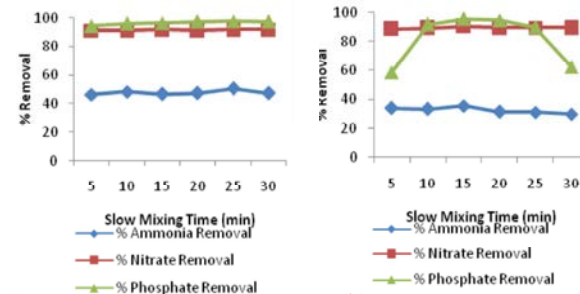 100
80
60
40
20
0
% Removal
5 10 15 20 25 30
Slow Mixing Time (min)
% Ammonia Removal
% Nitrate Removal
% Phosphate Removal
100
80
60
40
20
0
% Removal
5 10 15 20 25 30
Slow Mixing Time (min)
% Ammonia Removal
% Nitrate Removal
% Phosphate Removal